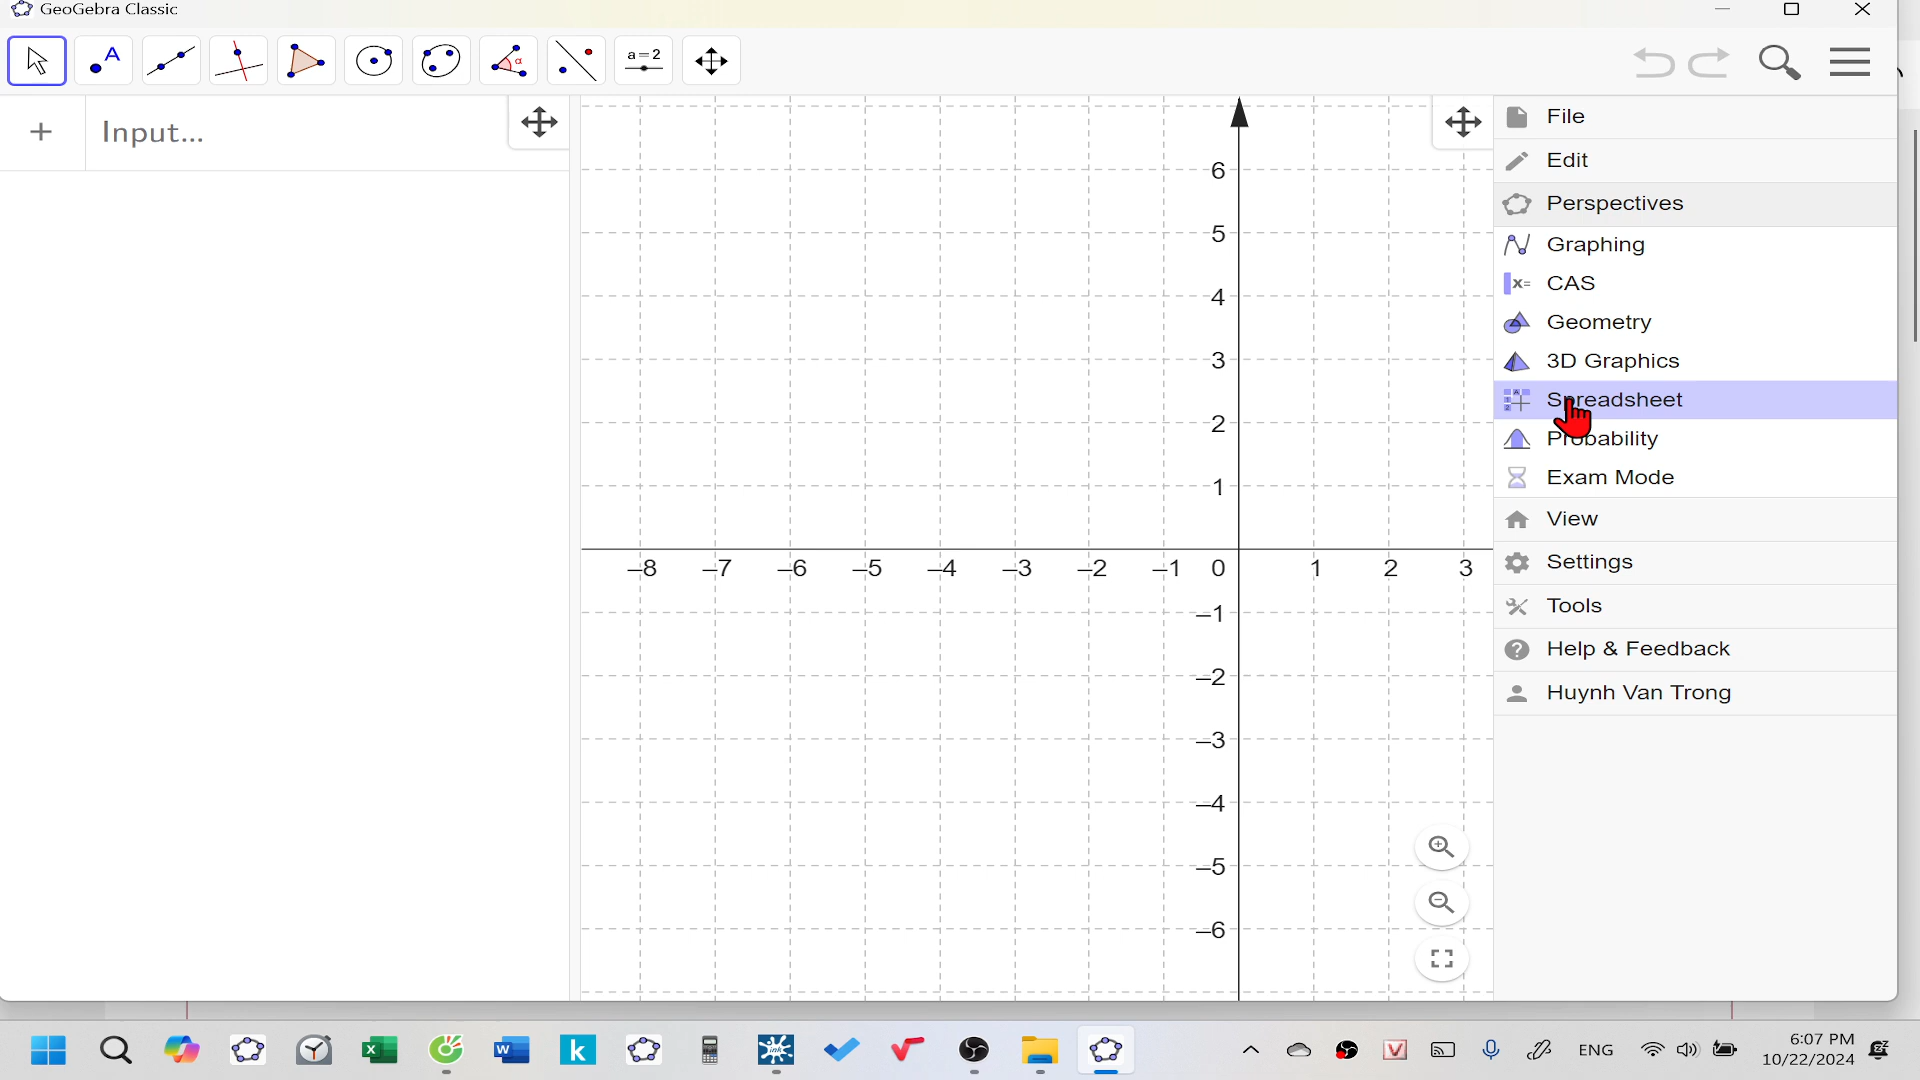 GeoGebra Classic
A
α
a=2
+
Input...
File
Edit
Perspectives
Graphing
x= CAS
Geometry
3D Graphics
Spreadsheet
Probability
Exam Mode
View
Settings
Tools
Help & Feedback
Huynh Van Trong
6
5
4
3
2
1
–8 –7 –6 –5 –4 –3 –2 –1 0 1 2 3
–1
–2
–3
–4
–5
–6
ENG
6:07 PM
10/22/2024